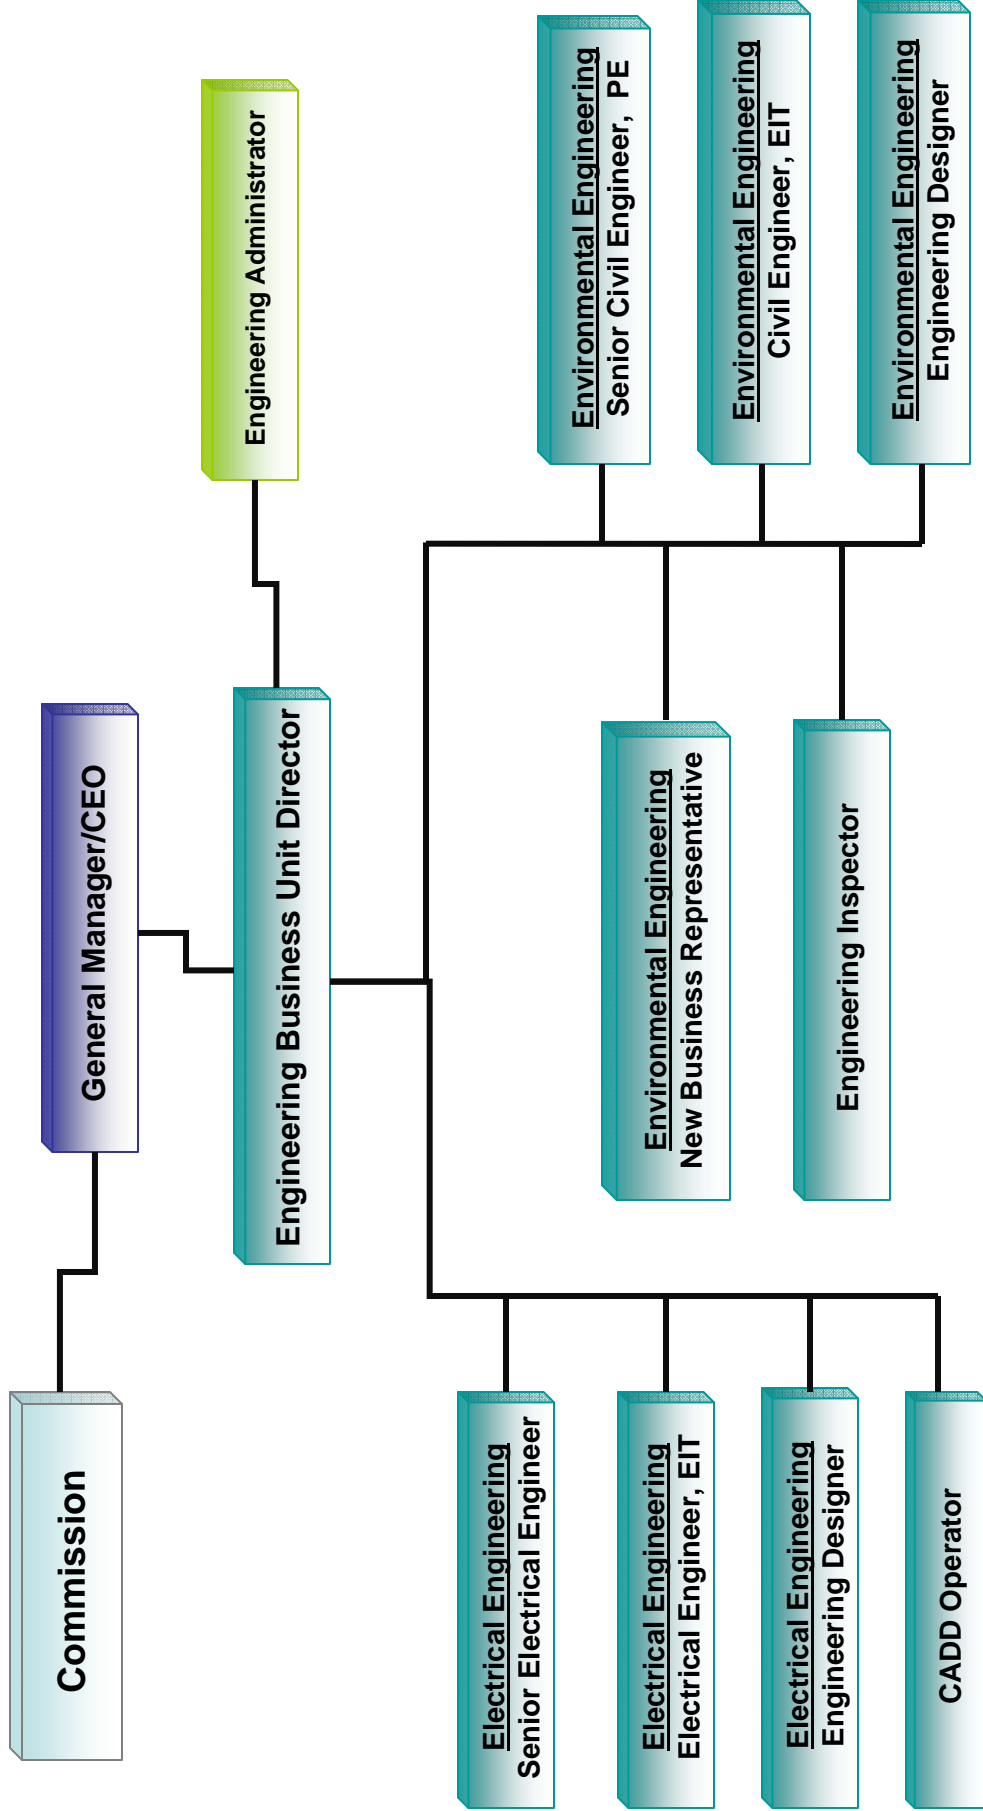 Commission
General Manager/CEO
Engineering Business Unit Director
Engineering Administrator
Electrical Engineering
Senior Electrical Engineer
Electrical Engineering
Electrical Engineer, EIT
Electrical Engineering
Engineering Designer
CADD Operator
Environmental Engineering
New Business Representative
Engineering Inspector
Environmental Engineering
Senior Civil Engineer, PE
Environmental Engineering
Civil Engineer, EIT
Environmental Engineering
Engineering Designer